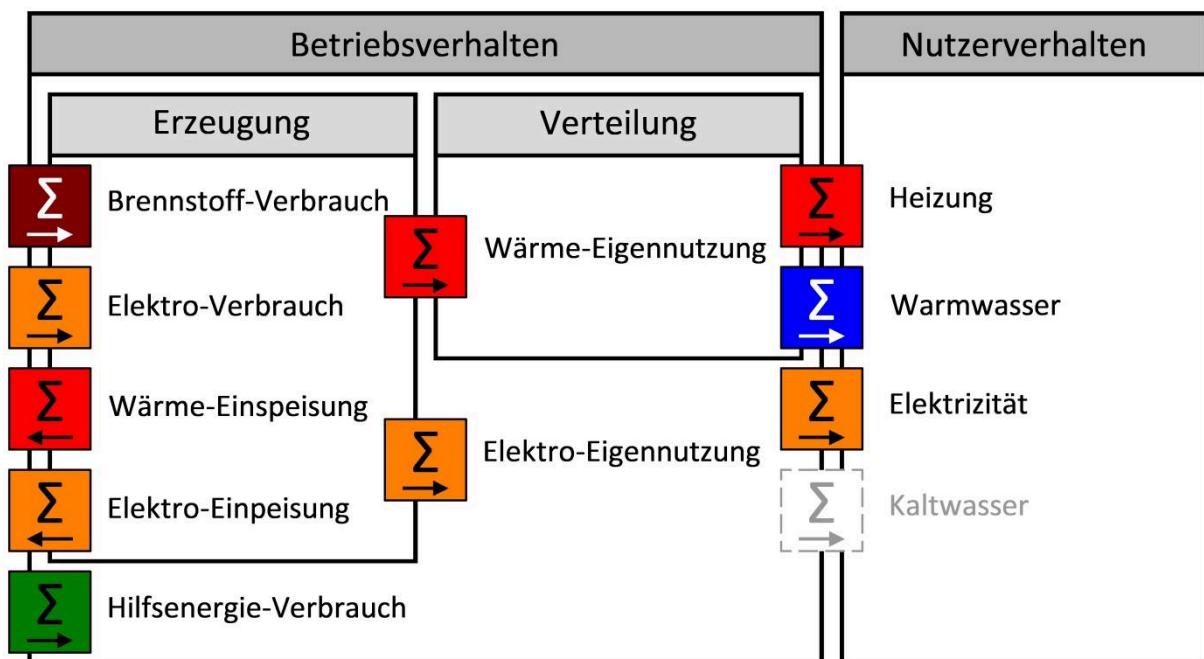 Betriebsverhalten
Nutzerverhalten
Erzeugung
Verteilung
Σ Brennstoff-Verbrauch
Σ Elektro-Verbrauch
Σ Wärme-Einspeisung
Σ Elektro-Einpeisung
Σ Hilfsenergie-Verbrauch
Σ Wärme-Eigennutzung
Σ Elektro-Eigennutzung
Σ Heizung
Σ Warmwasser
Σ Elektrizität
Σ Kaltwasser